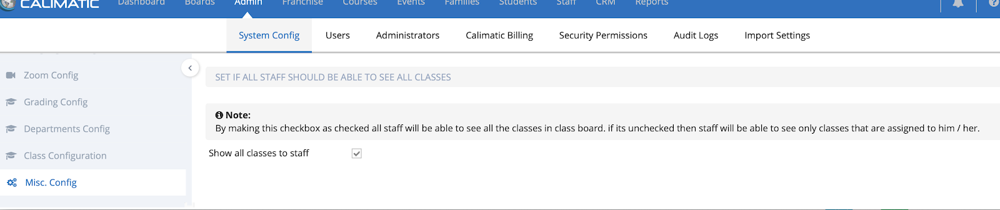 CALIMATIC
Dashboard Boards Admin Franchise Courses Events Families Students Staff CRM Reports
System Config Users Administrators Calimatic Billing Security Permissions Audit Logs Import Settings
Zoom Config
Grading Config
Departments Config
Class Configuration
Misc. Config
SET IF ALL STAFF SHOULD BE ABLE TO SEE ALL CLASSES
Note:
By making this checkbox as checked all staff will be able to see all the classes in class board. if its unchecked then staff will be able to see only classes that are assigned to him / her.
Show all classes to staff